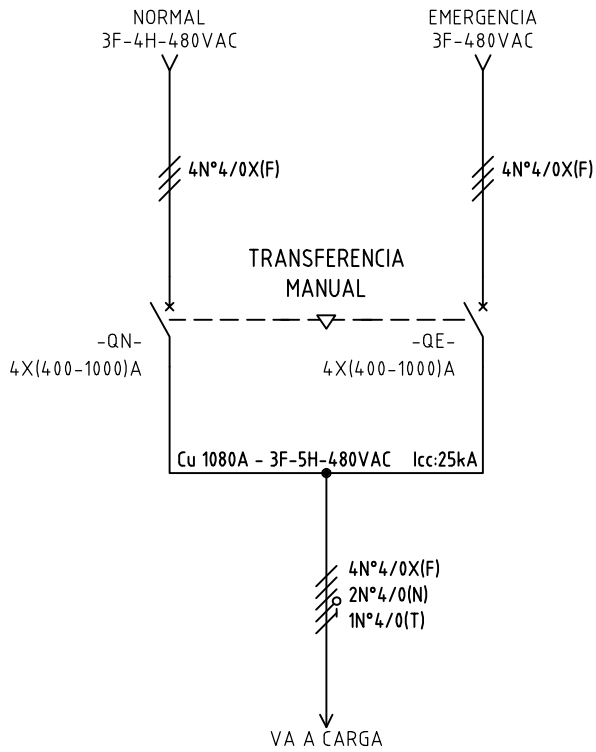 NORMAL
3F-4H-480VAC
EMERGENCIA
3F-480VAC
4N°4/0X(F)
4N°4/0X(F)
TRANSFERENCIA
MANUAL
-QN-
4X(400-1000)A
-QE-
4X(400-1000)A
Cu 1080A - 3F-5H-480VAC Icc:25kA
4N°4/0X(F)
2N°4/0(N)
1N°4/0(T)
VA A CARGA